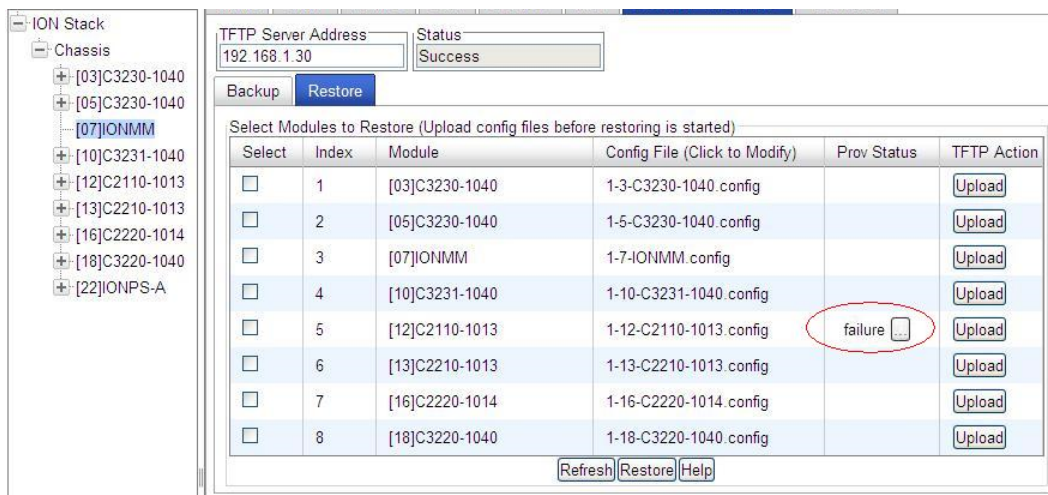 ION Stack
Chassis
[03]C3230-1040
[05]C3230-1040
[07]IONMM
[10]C3231-1040
[12]C2110-1013
[13]C2210-1013
[16]C2220-1014
[18]C3220-1040
[22]IONPS-A
TFTP Server Address Status
192.168.1.30 Success
Backup Restore
Select Modules to Restore (Upload config files before restoring is started)
Select Index Module Config File (Click to Modify) Prov Status TFTP Action
1 [03]C3230-1040 1-3-C3230-1040.config Upload
2 [05]C3230-1040 1-5-C3230-1040.config Upload
3 [07]IONMM 1-7-IONMM.config Upload
4 [10]C3231-1040 1-10-C3231-1040.config Upload
5 [12]C2110-1013 1-12-C2110-1013.config failure ... Upload
6 [13]C2210-1013 1-13-C2210-1013.config Upload
7 [16]C2220-1014 1-16-C2220-1014.config Upload
8 [18]C3220-1040 1-18-C3220-1040.config Upload
Refresh Restore Help